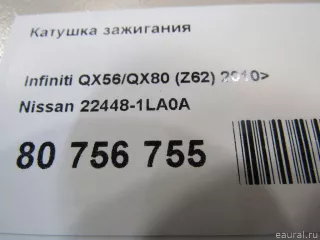 Катушка зажигания
Infiniti QX56/QX80 (Z62) 2010>
Nissan 22448-1LA0A
80 756 755
eaural.ru